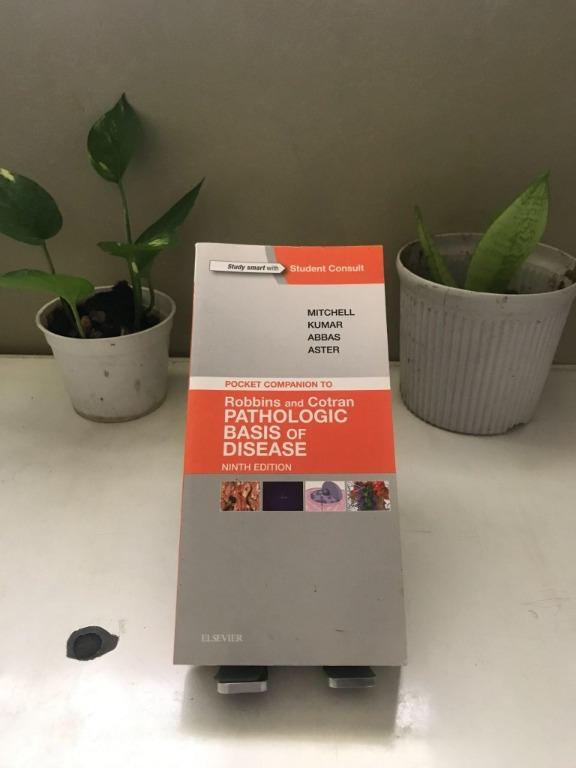 Study smart with Student Consult
MITCHELL
KUMAR
ABBAS
ASTER
POCKET COMPANION TO
Robbins and Cotran
PATHOLOGIC
BASIS OF
DISEASE
NINTH EDITION
ELSEVIER